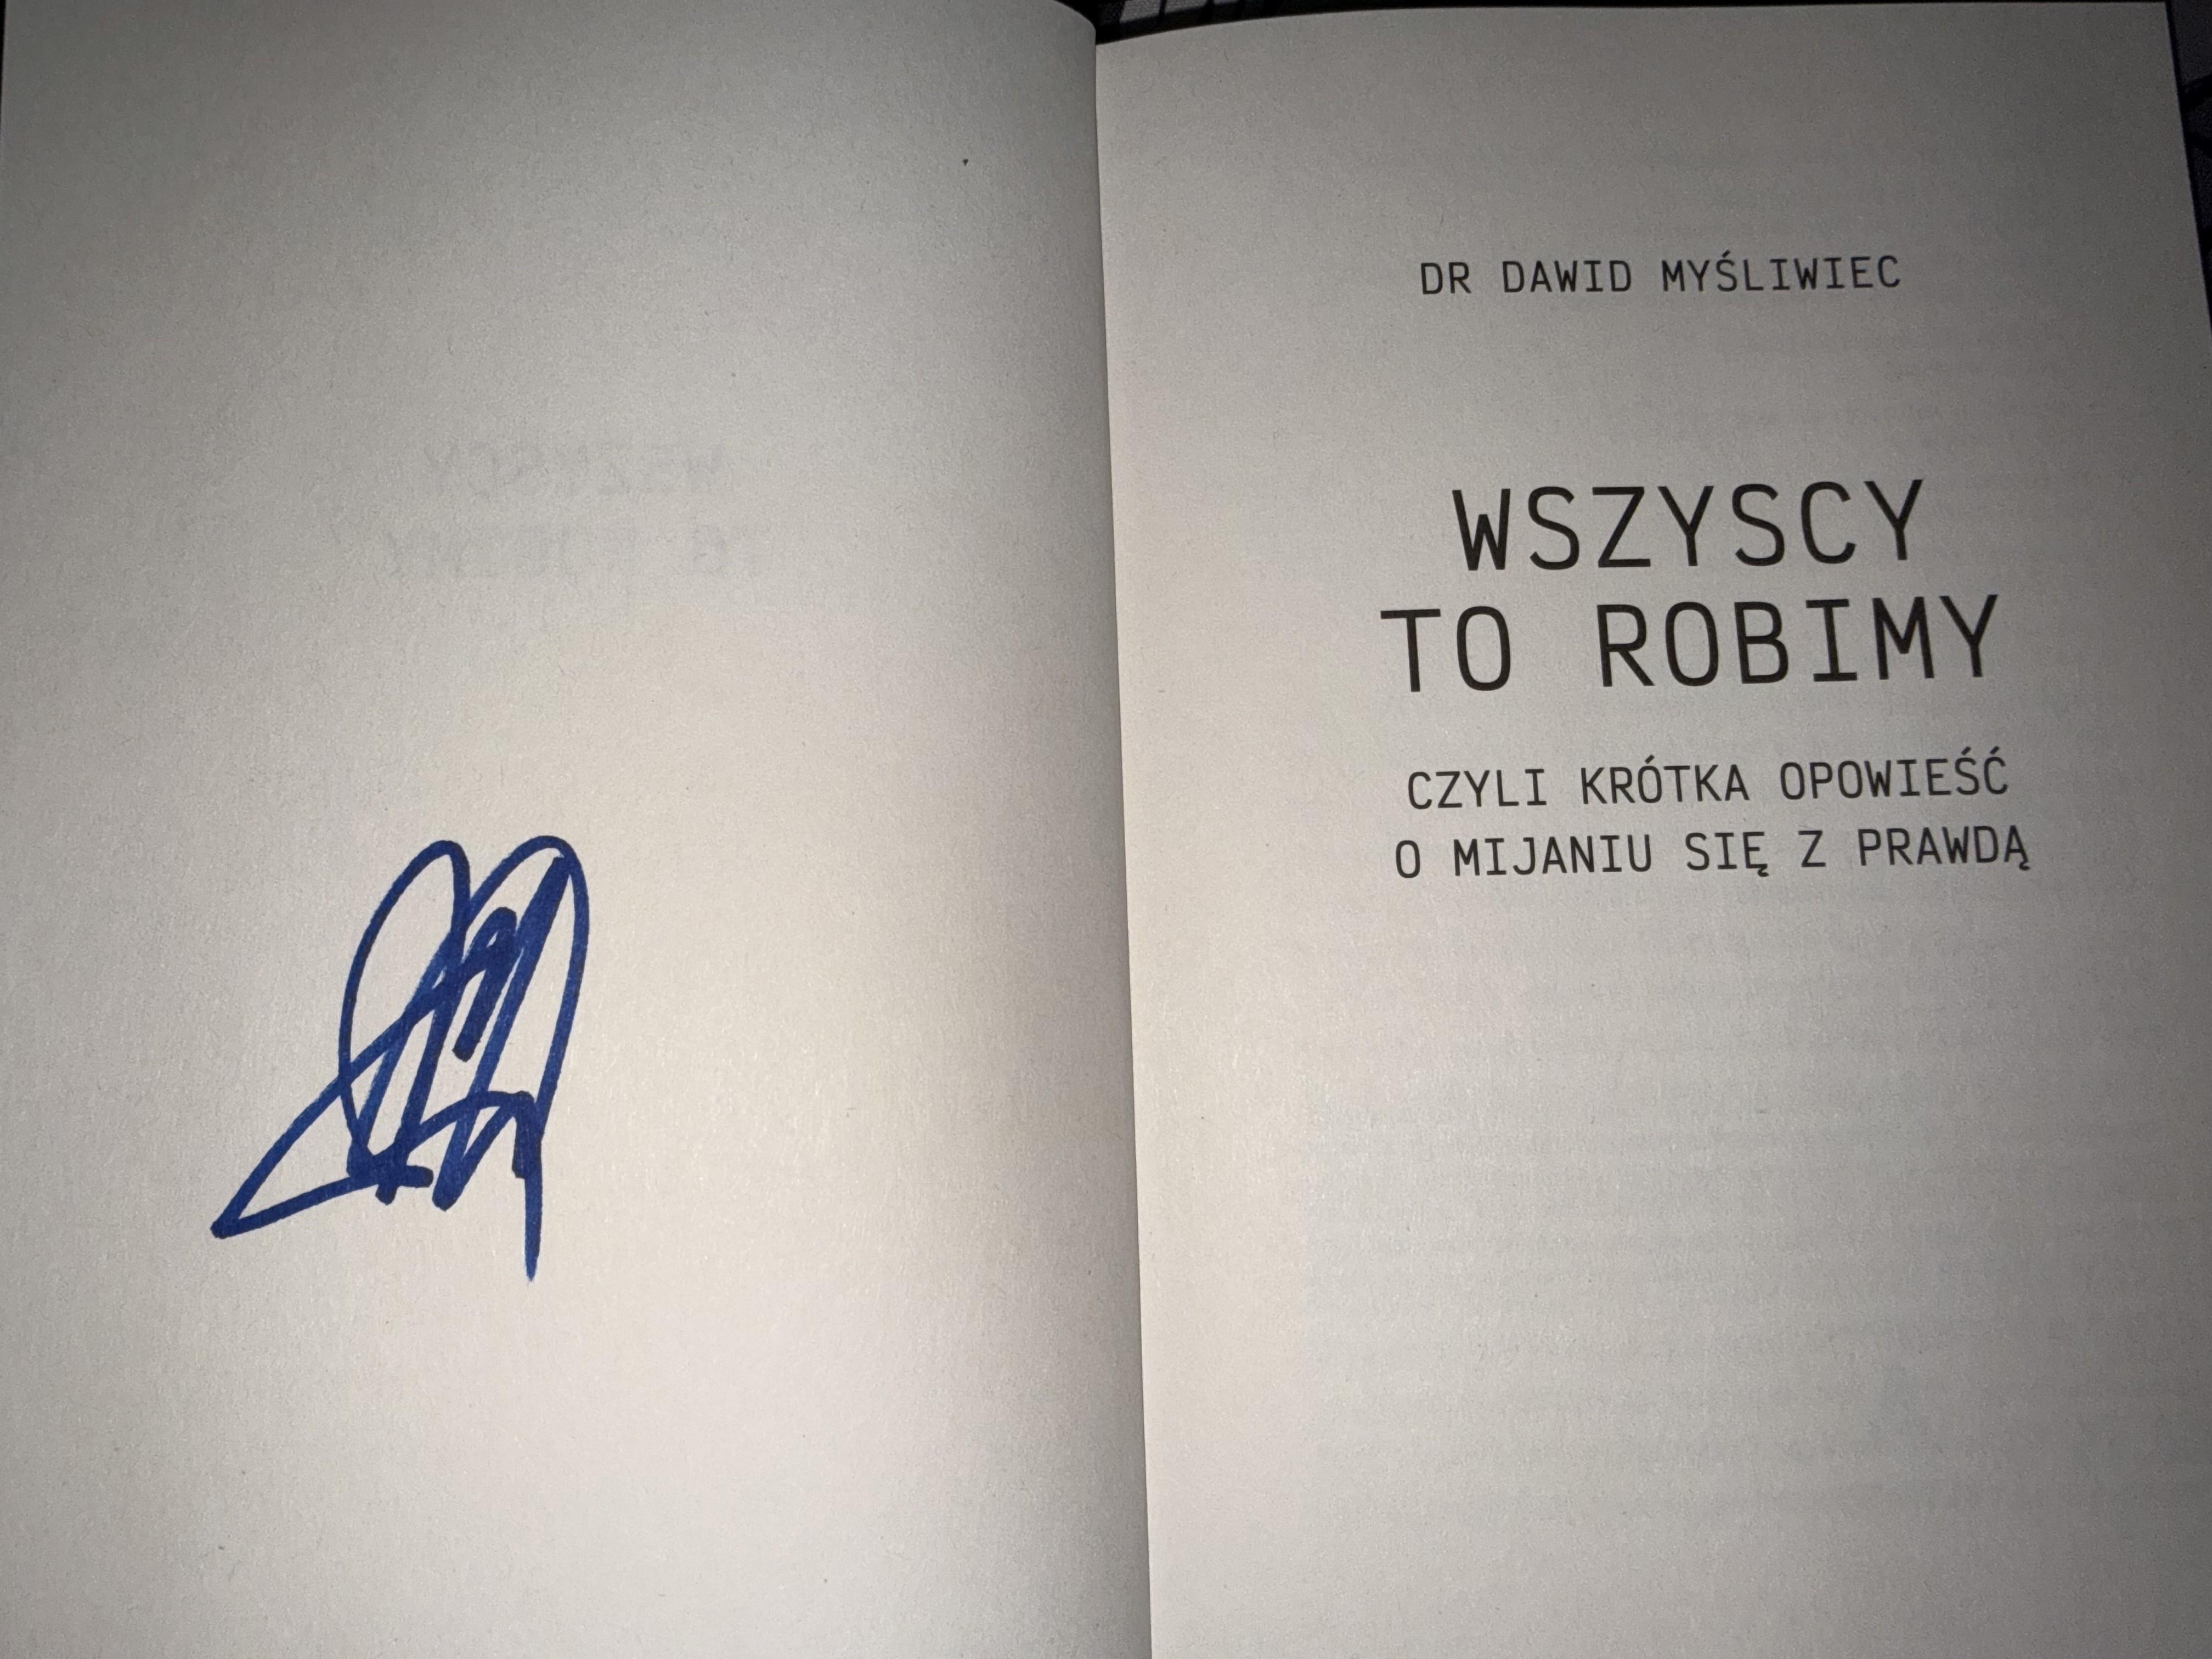 DR DAWID MYŚLIWIEC
WSZYSCY
TO ROBIMY
CZYLI KRÓTKA OPOWIEŚĆ
O MIJANIU SIĘ Z PRAWDĄ